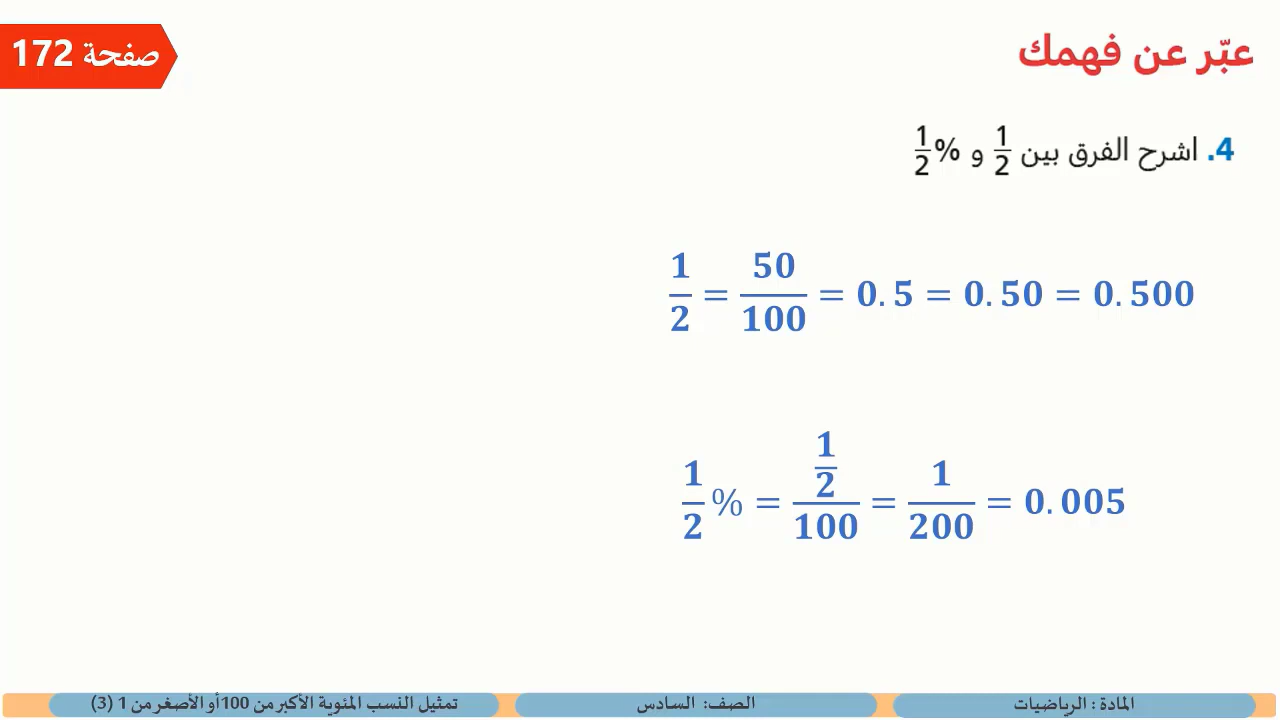 عبّر عن فهمك
صفحة 172
4. اشرح الفرق بين 1/2 و 1/2%
1/2 = 50/100 = 0.5 = 0.50 = 0.500
1/2 % = (1/2)/100 = 1/200 = 0.005
المادة : الرياضيات
الصف: السادس
تمثيل النسب المئوية الأكبر من 100 أو الأصغر من 1 (3)